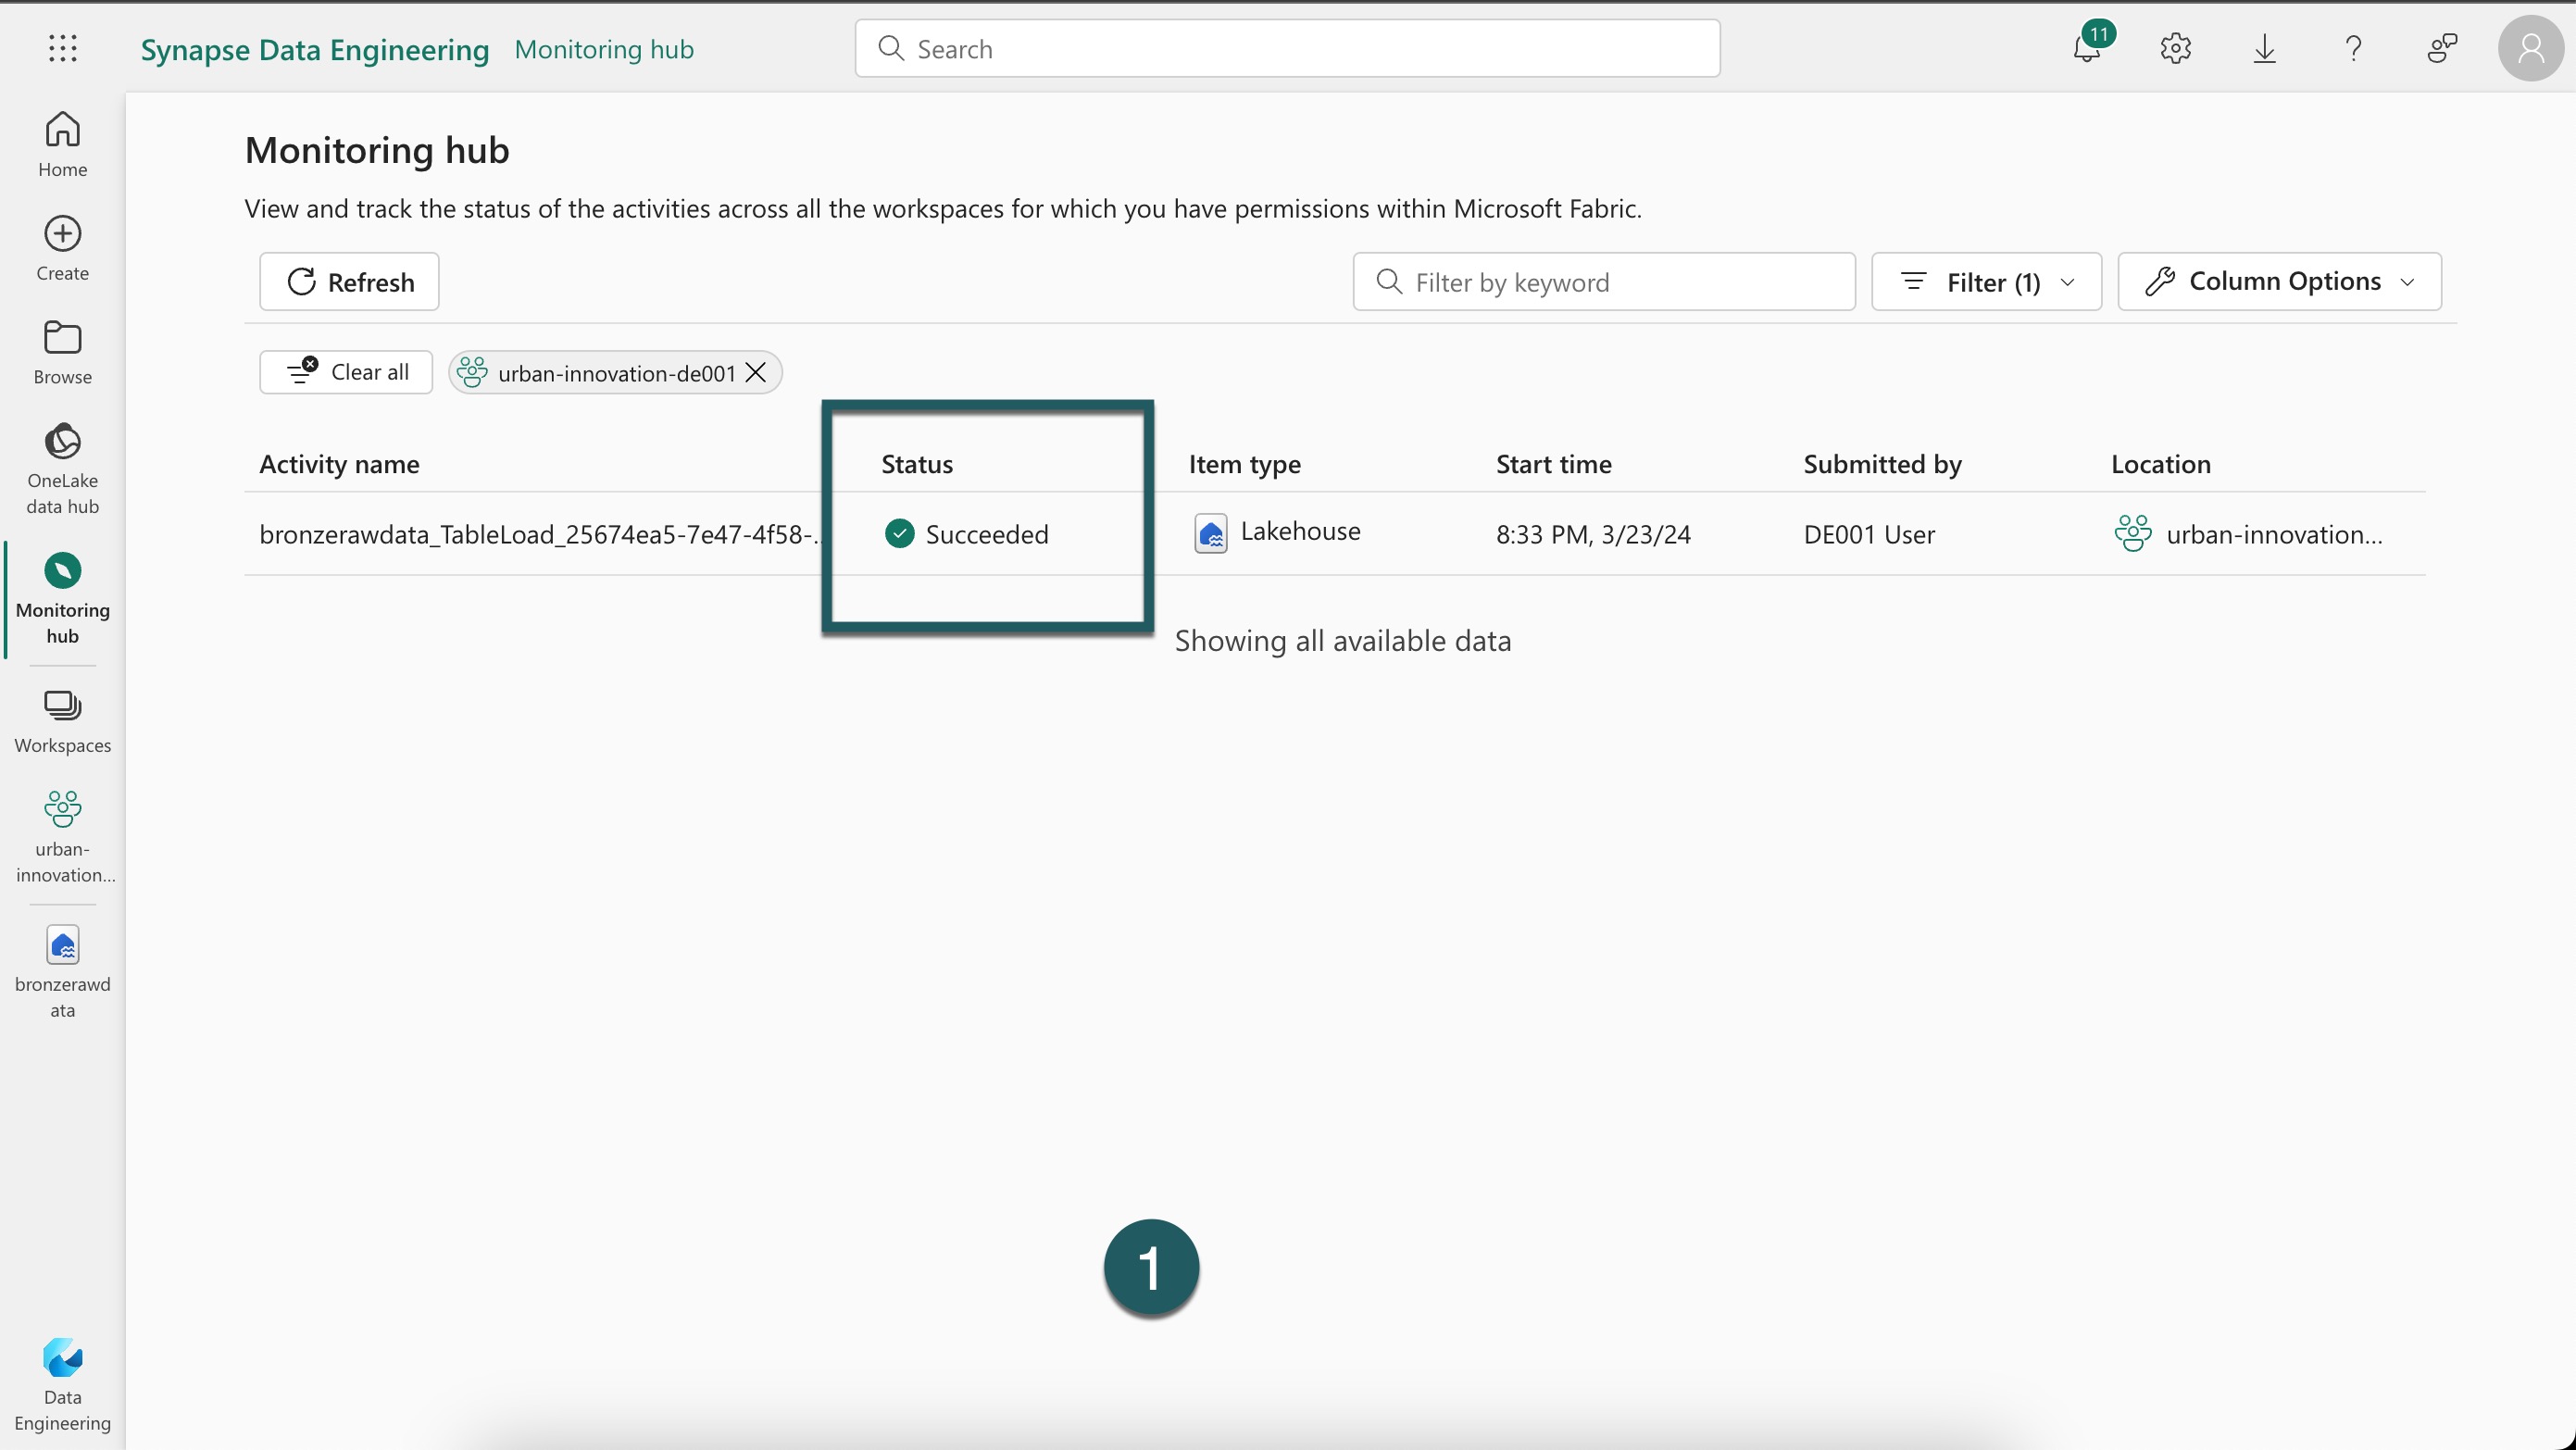 Synapse Data Engineering Monitoring hub
Search
11
Home
Create
Browse
OneLake
data hub
Monitoring
hub
Workspaces
urban-
innovation...
bronzerawd
ata
Data
Engineering
Monitoring hub
View and track the status of the activities across all the workspaces for which you have permissions within Microsoft Fabric.
Refresh
Filter by keyword
Filter (1)
Column Options
Clear all
urban-innovation-de001
Activity name Status Item type Start time Submitted by Location
bronzerawdata_TableLoad_25674ea5-7e47-4f58-... Succeeded Lakehouse 8:33 PM, 3/23/24 DE001 User urban-innovation...
Showing all available data
1